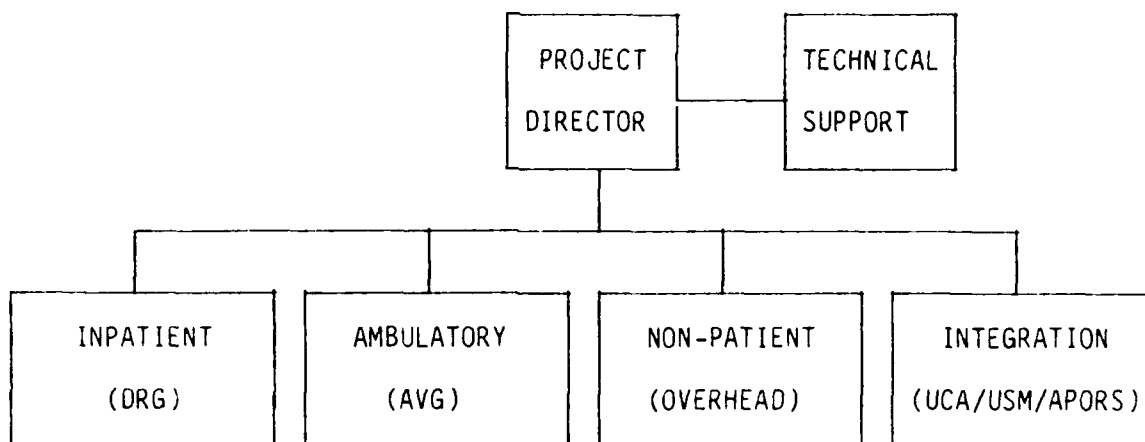 PROJECT
DIRECTOR
TECHNICAL
SUPPORT
INPATIENT
(DRG)
AMBULATORY
(AVG)
NON-PATIENT
(OVERHEAD)
INTEGRATION
(UCA/USM/APORS)